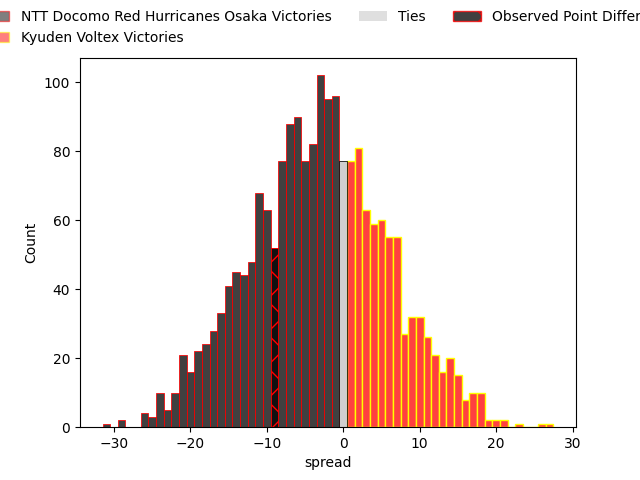 NTT Docomo Red Hurricanes Osaka Victories Ties Observed Point Differ
Kyuden Voltex Victories
100
80
60
40
20
0
Count
−30 −20 −10 0 10 20 30
spread